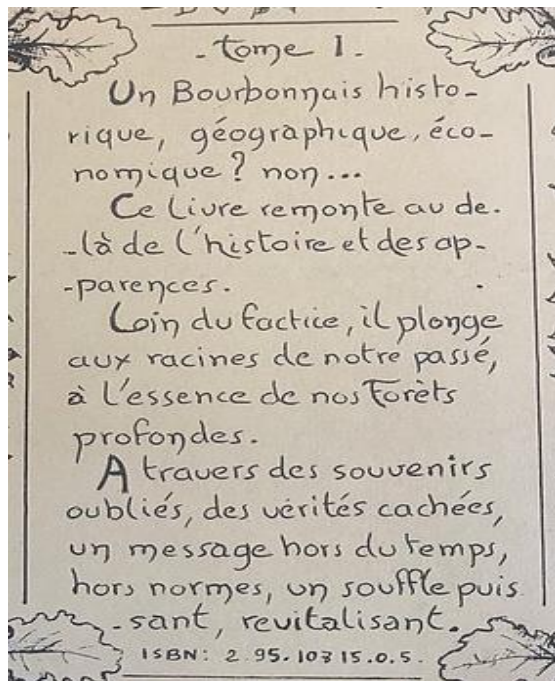 - tome 1 -
Un Bourbonnais histo-
rique, géographique, éco-
nomique ? non...
Ce Livre remonte au de-
-là de l'histoire et des ap-
-parences.
Loin du factice, il plonge
aux racines de notre passé,
à l'essence de nos Forèts
profondes.
A travers des souvenirs
oubliés, des vérités cachées,
un message hors du temps,
hors normes, un souffle puis
-sant, revitalisant.
ISBN: 2.95.10315.0.5.